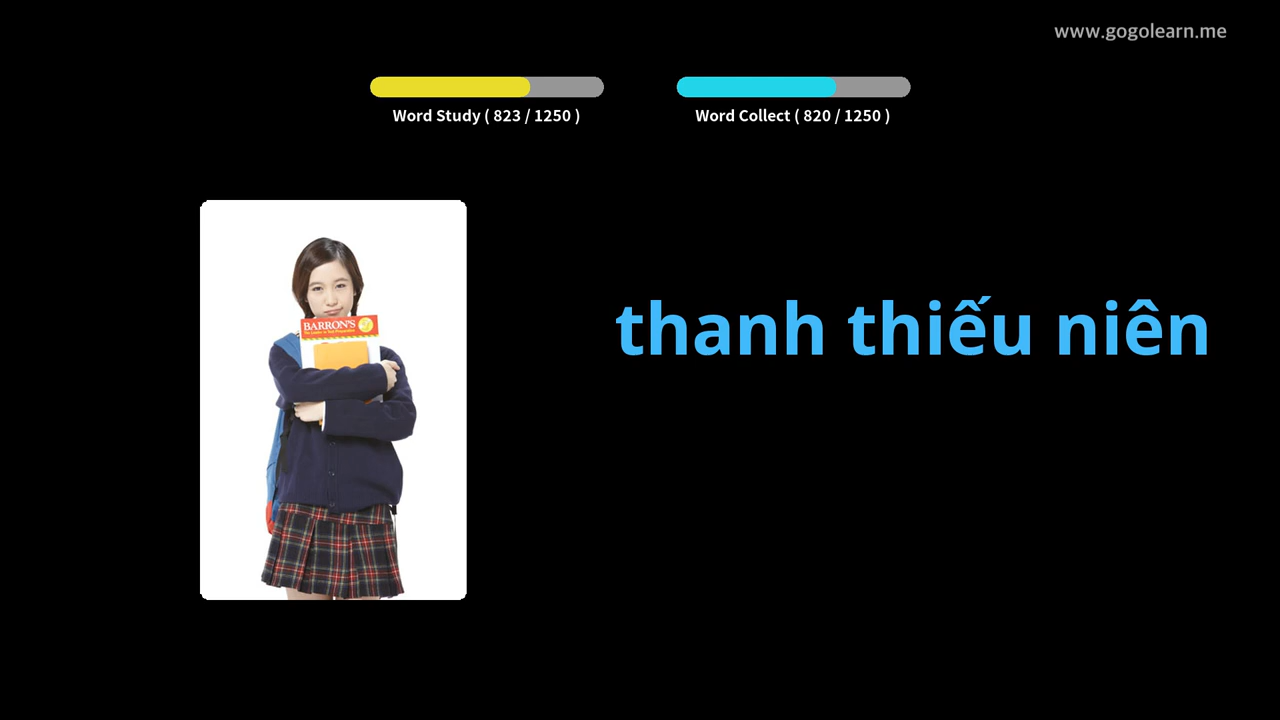 www.gogolearn.me
Word Study ( 823 / 1250 )
Word Collect ( 820 / 1250 )
thanh thiếu niên
BARRON'S